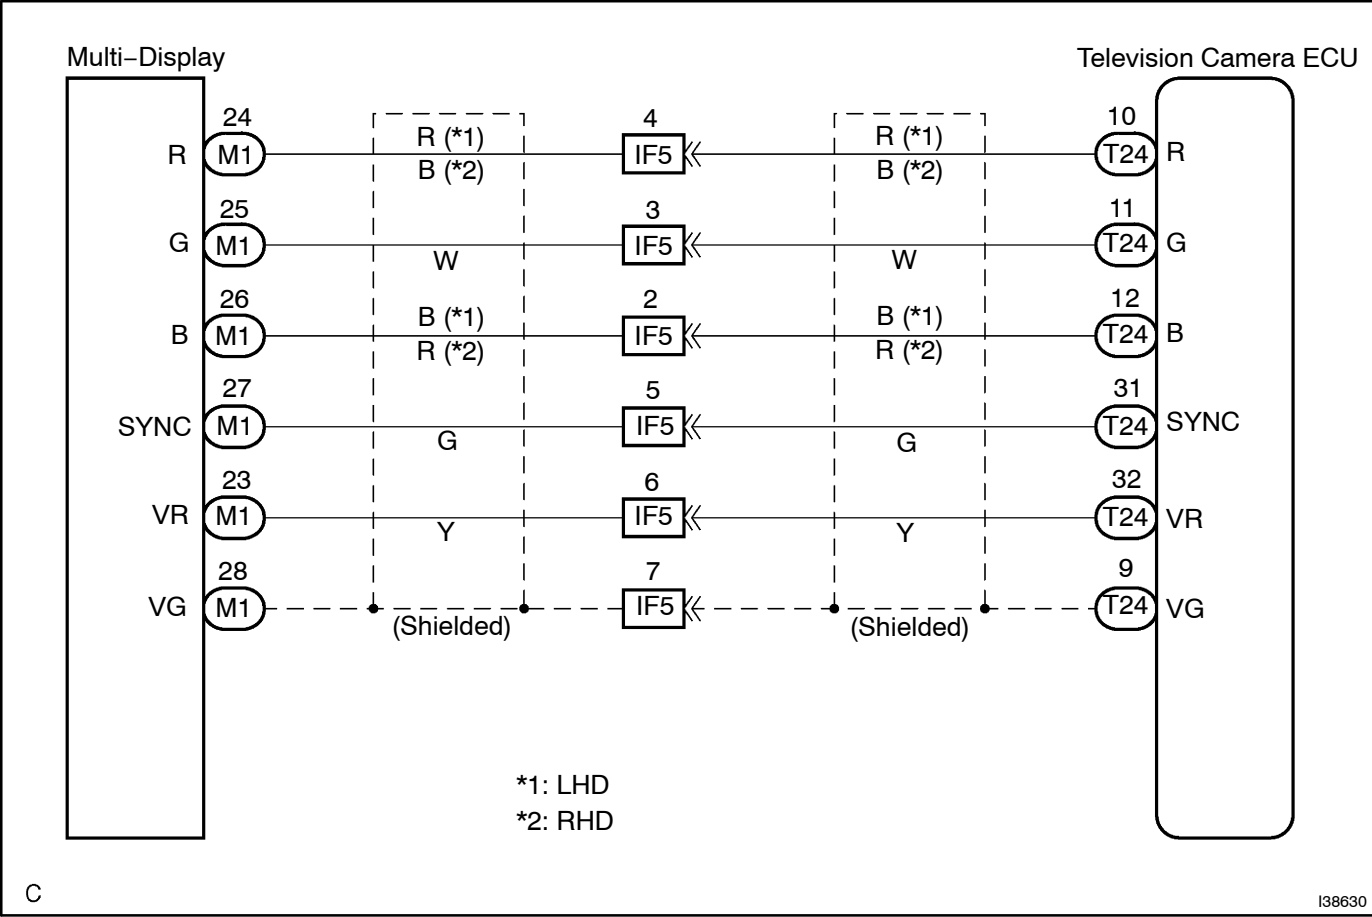 Multi−Display
Television Camera ECU
24
4
10
R (*1)
R (*1)
R
M1
IF5
T24
R
B (*2)
B (*2)
25
3
11
G
M1
IF5
T24
G
W
W
26
2
12
B (*1)
B (*1)
B
M1
IF5
T24
B
R (*2)
R (*2)
27
5
31
SYNC
M1
IF5
T24
SYNC
G
G
23
6
32
VR
M1
IF5
T24
VR
Y
Y
28
7
9
VG
M1
IF5
T24
VG
(Shielded)
(Shielded)
*1: LHD
*2: RHD
C
I38630